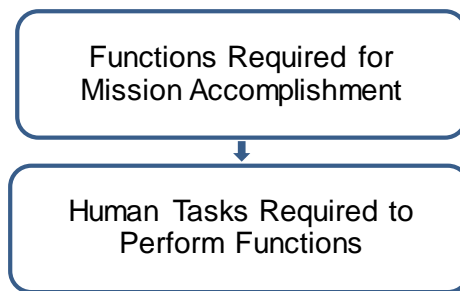 Functions Required for
Mission Accomplishment
Human Tasks Required to
Perform Functions